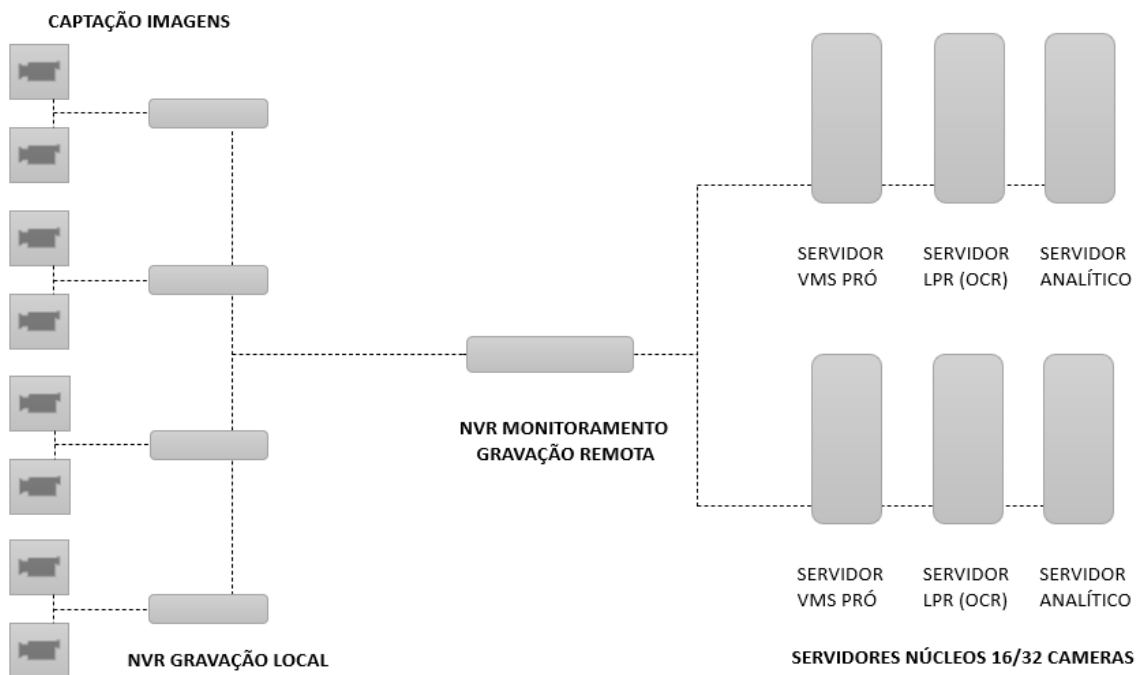 CAPTAÇÃO IMAGENS
SERVIDOR
VMS PRÓ
SERVIDOR
LPR (OCR)
SERVIDOR
ANALÍTICO
NVR MONITORAMENTO
GRAVAÇÃO REMOTA
SERVIDOR
VMS PRÓ
SERVIDOR
LPR (OCR)
SERVIDOR
ANALÍTICO
NVR GRAVAÇÃO LOCAL
SERVIDORES NÚCLEOS 16/32 CAMERAS